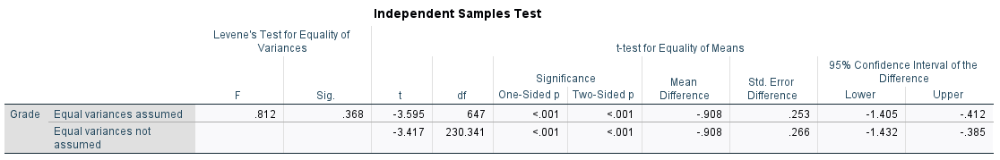 Independent Samples Test
Levene's Test for Equality of
Variances
t-test for Equality of Means
F
Sig.
t
df
Significance
One-Sided p
Two-Sided p
Mean
Difference
Std. Error
Difference
95% Confidence Interval of the
Difference
Lower
Upper
Grade
Equal variances assumed .812 .368 -3.595 647 <.001 <.001 -.908 .253 -1.405 -.412
Equal variances not
assumed
-3.417 230.341 <.001 <.001 -.908 .266 -1.432 -.385